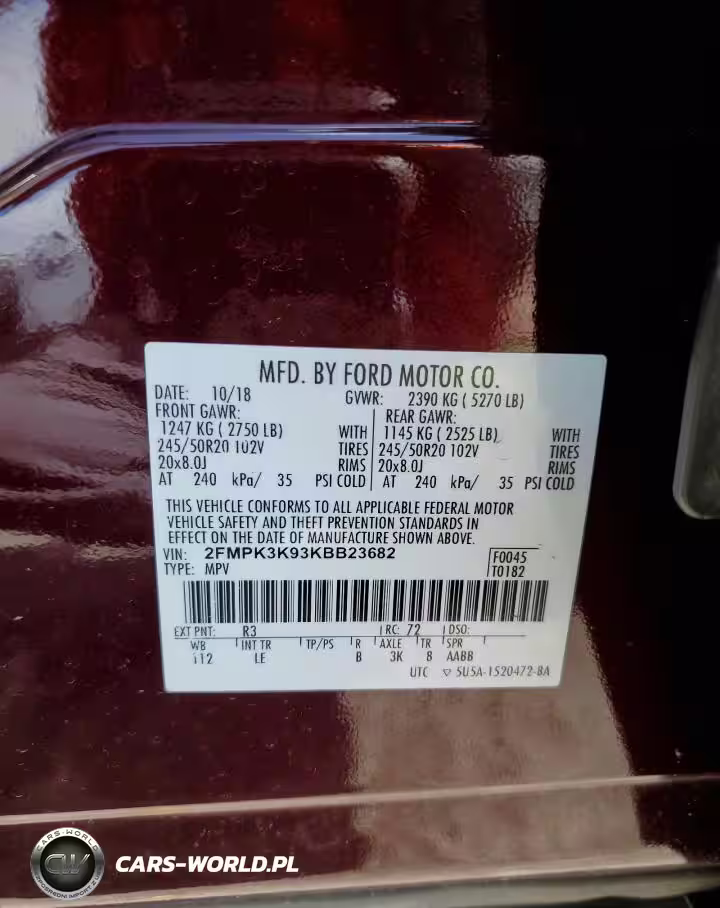 MFD. BY FORD MOTOR CO.
DATE: 10/18 GVWR: 2390 KG ( 5270 LB)
FRONT GAWR: REAR GAWR:
1247 KG ( 2750 LB) WITH 1145 KG ( 2525 LB) WITH
245/50R20 102V TIRES 245/50R20 102V TIRES
20x8.0J RIMS 20x8.0J RIMS
AT 240 kPa/ 35 PSI COLD AT 240 kPa/ 35 PSI COLD
THIS VEHICLE CONFORMS TO ALL APPLICABLE FEDERAL MOTOR
VEHICLE SAFETY AND THEFT PREVENTION STANDARDS IN
EFFECT ON THE DATE OF MANUFACTURE SHOWN ABOVE.
VIN: 2FMPK3K93KBB23682 F0045
TYPE: MPV T0182
EXT PNT: R3 RC: 72 DSO:
WB INT TR TP/PS R AXLE TR SPR
112 LE B 3K 8 AABB
UTC ▽ 5U5A-1520472-BA
CARS-WORLD
CW
CARS-WORLD.PL